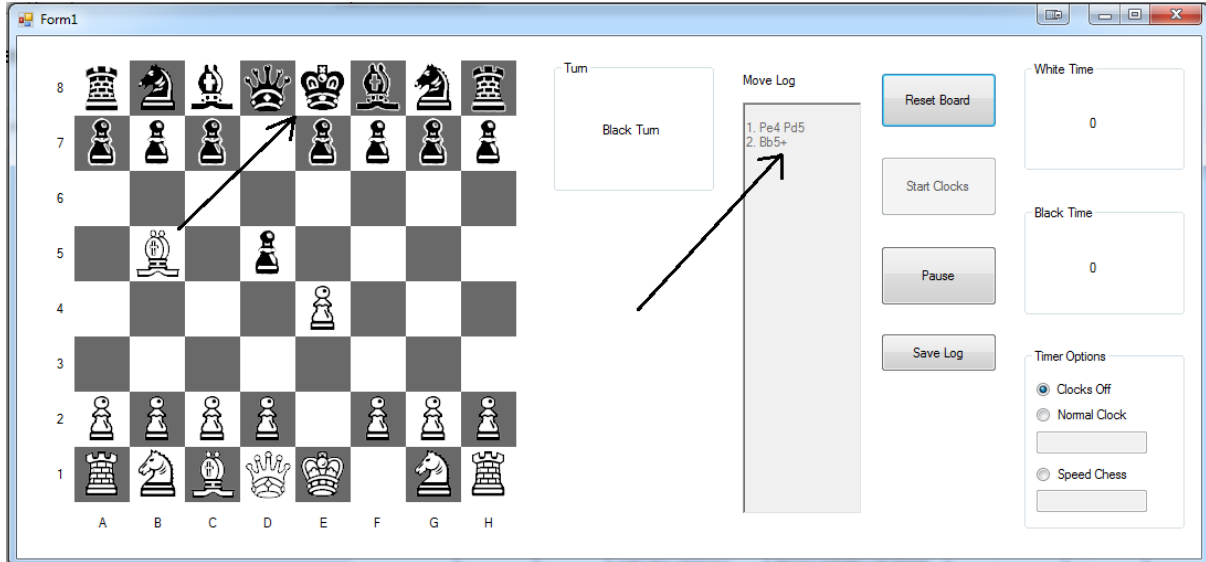 Form1
Turn
Black Turn
Move Log
1. Pe4 Pd5
2. Bb5+
Reset Board
Start Clocks
Pause
Save Log
White Time
0
Black Time
0
Timer Options
Clocks Off
Normal Clock
Speed Chess
8
7
6
5
4
3
2
1
A B C D E F G H